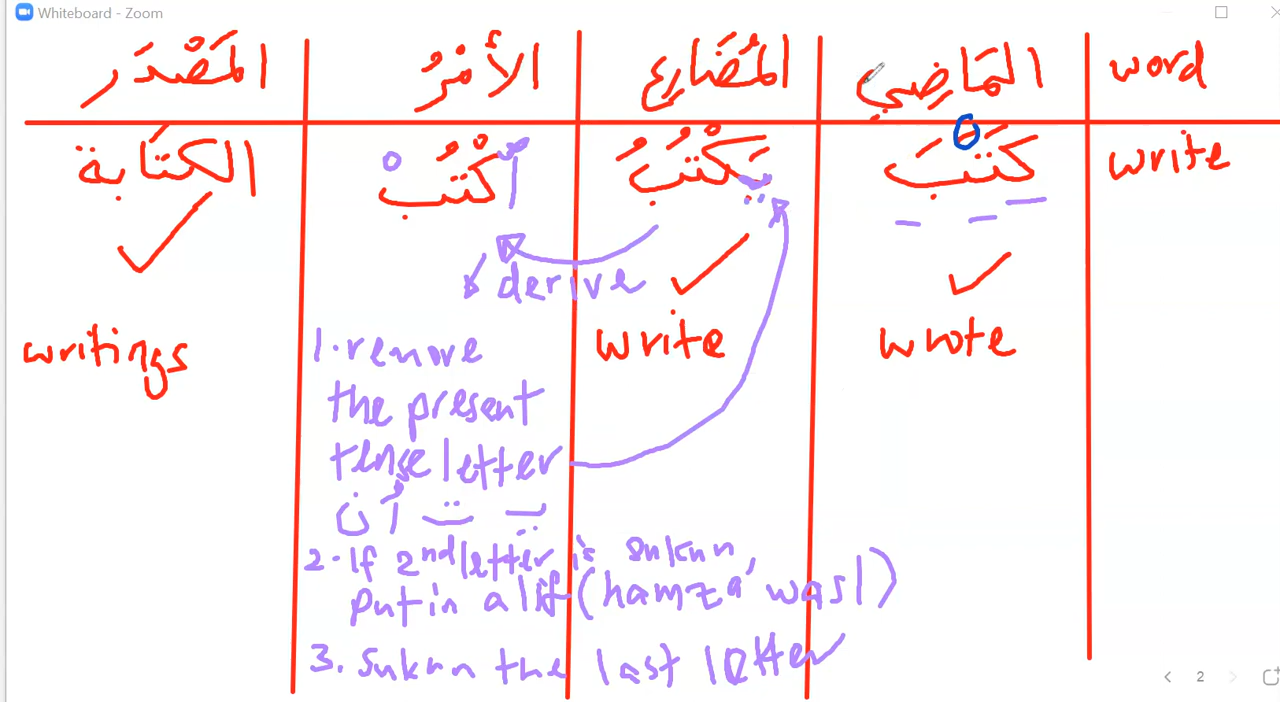 Whiteboard - Zoom
word المَاضِي المُضَارِع الأَمْرُ المَصْدَر
write كَتَبَ يَكْتُبُ اُكْتُبْ الكِتَابَة
derive
wrote write writings
1. remove
the present
tense letter
يـ تـ أ ن
2. If 2nd letter is sukun,
put in alif (hamza' wasl)
3. sukun the last letter
2